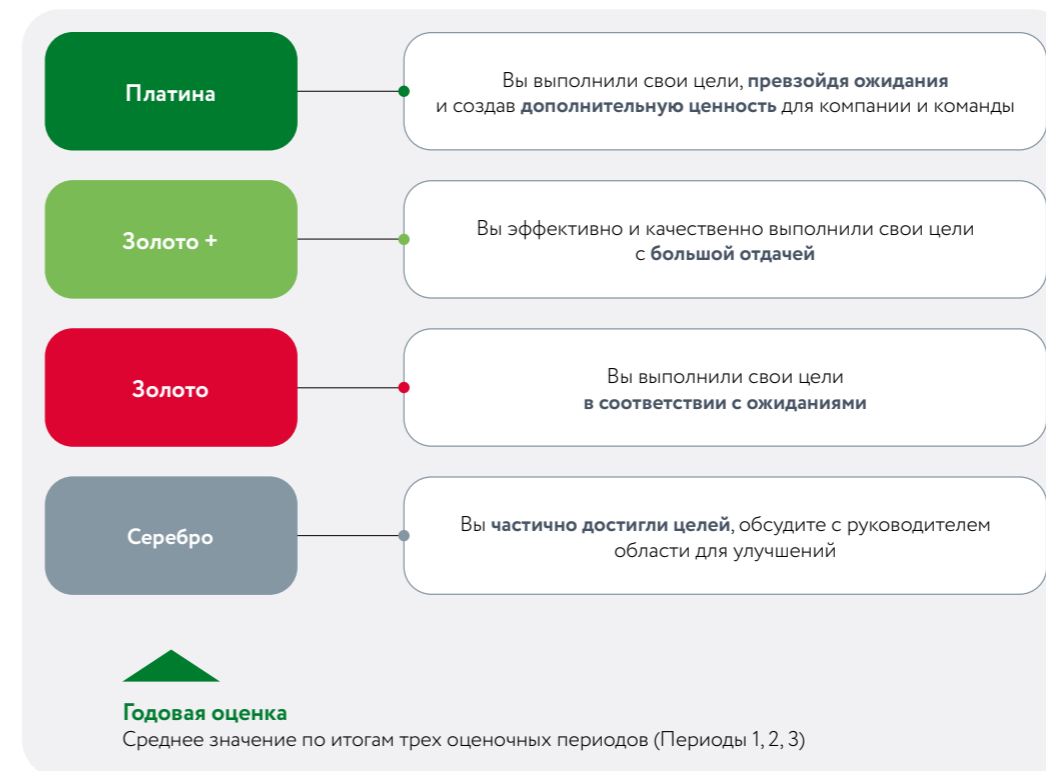 Платина
Вы выполнили свои цели, превзойдя ожидания
и создав дополнительную ценность для компании и команды
Золото +
Вы эффективно и качественно выполнили свои цели
с большой отдачей
Золото
Вы выполнили свои цели
в соответствии с ожиданиями
Серебро
Вы частично достигли целей, обсудите с руководителем
области для улучшений
Годовая оценка
Среднее значение по итогам трех оценочных периодов (Периоды 1, 2, 3)